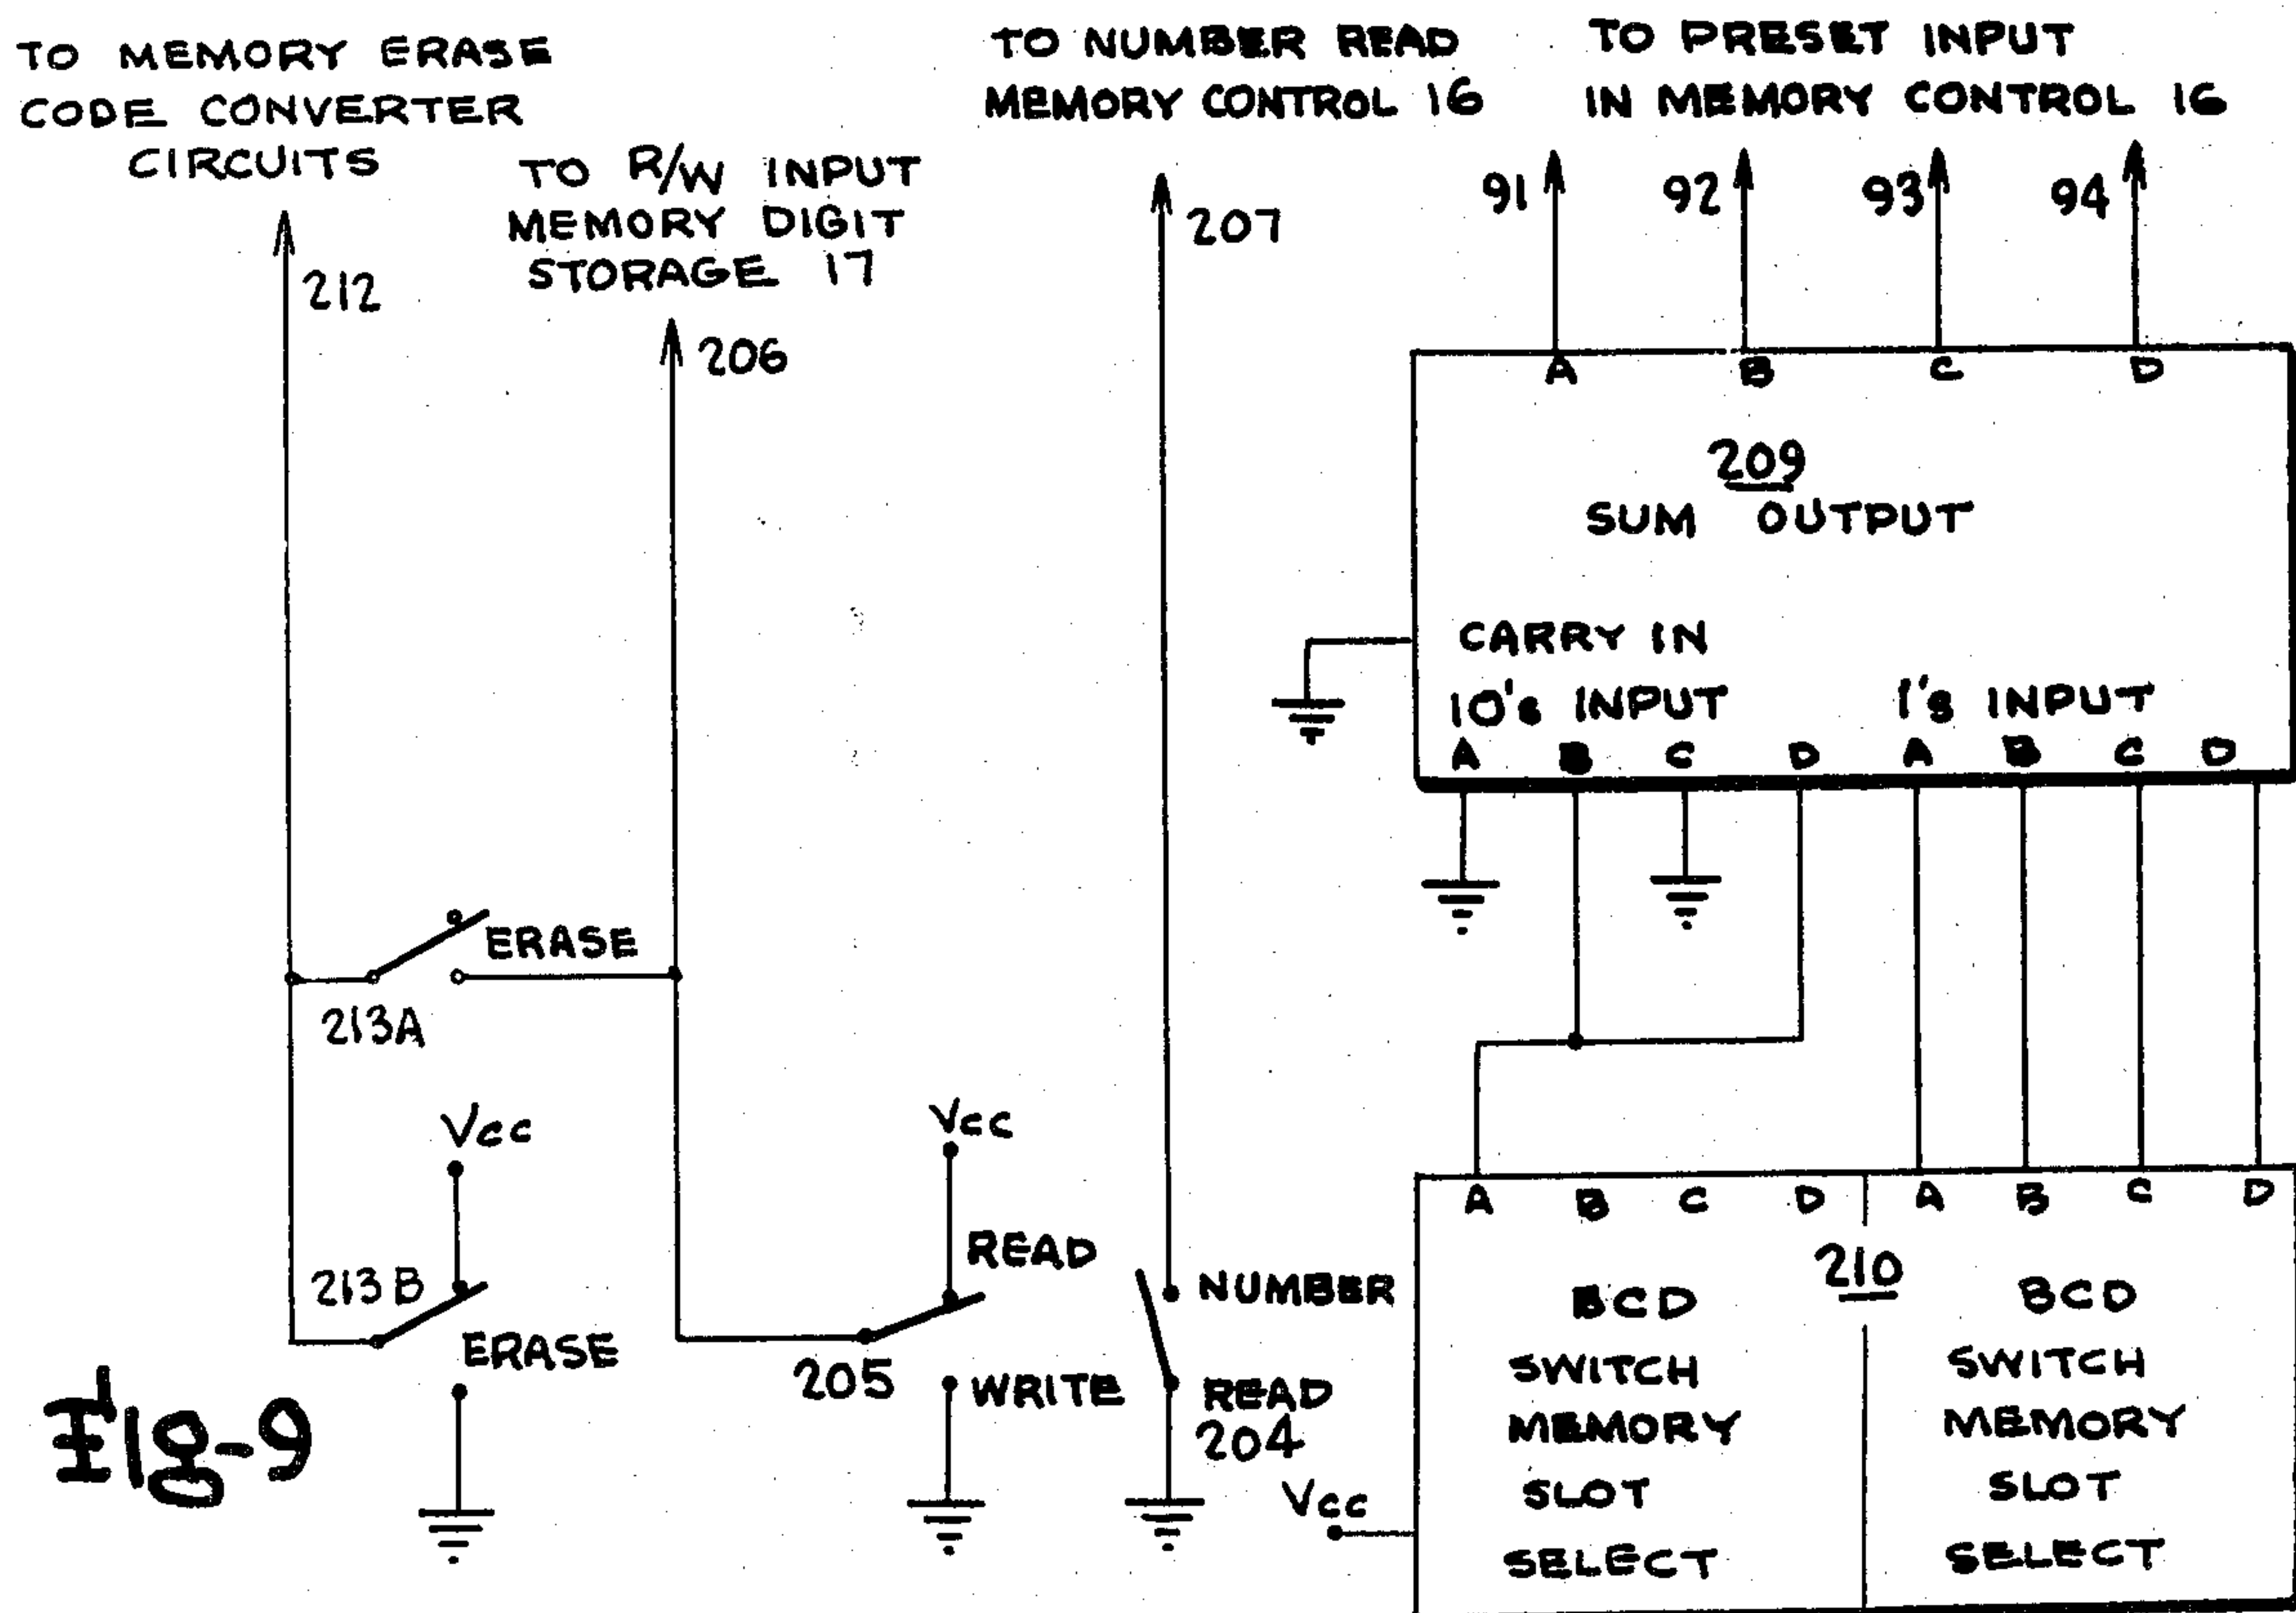 TO MEMORY ERASE
CODE CONVERTER
CIRCUITS
TO R/W INPUT
MEMORY DIGIT
STORAGE 17
TO NUMBER READ
MEMORY CONTROL 16
TO PRESET INPUT
IN MEMORY CONTROL 16
212
206
207
91
92
93
94
A B C D
209
SUM OUTPUT
CARRY IN
10's INPUT 1's INPUT
A B C D A B C D
ERASE
213A
Vcc
213B
ERASE
Vcc
READ
205
WRITE
NUMBER
READ
204
Vcc
A B C D A B C D
210
BCD
SWITCH
MEMORY
SLOT
SELECT
BCD
SWITCH
MEMORY
SLOT
SELECT
Fig-9